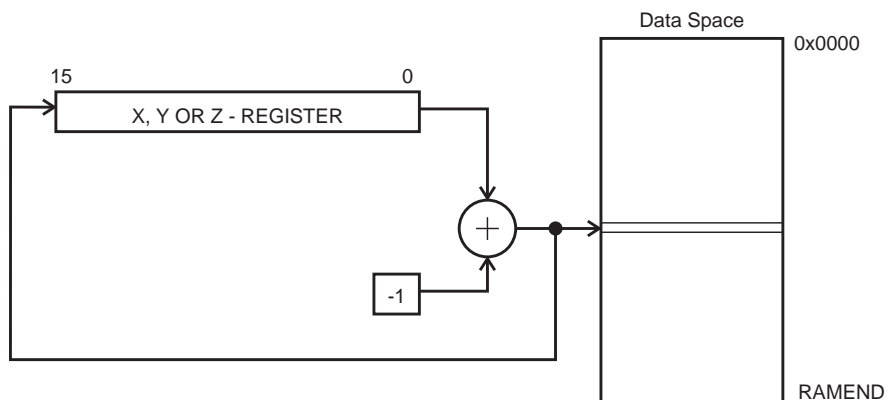 Data Space
0x0000
15
0
X, Y OR Z - REGISTER
+
-1
RAMEND